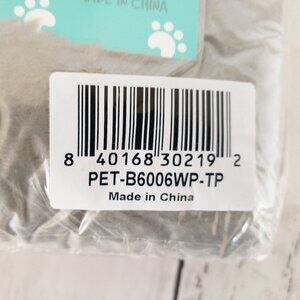 MADE IN CHINA
8 40168 30219 2
PET-B6006WP-TP
Made in China